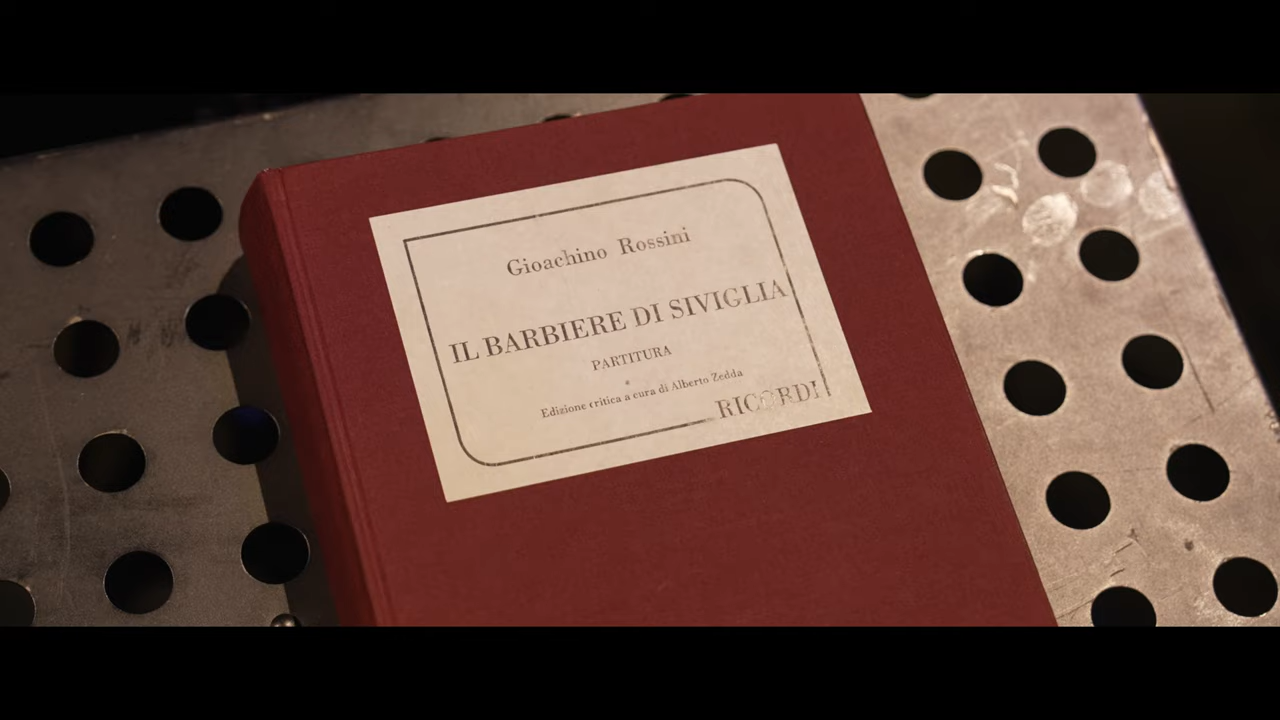 Gioachino Rossini
IL BARBIERE DI SIVIGLIA
PARTITURA
Edizione critica a cura di Alberto Zedda
RICORDI